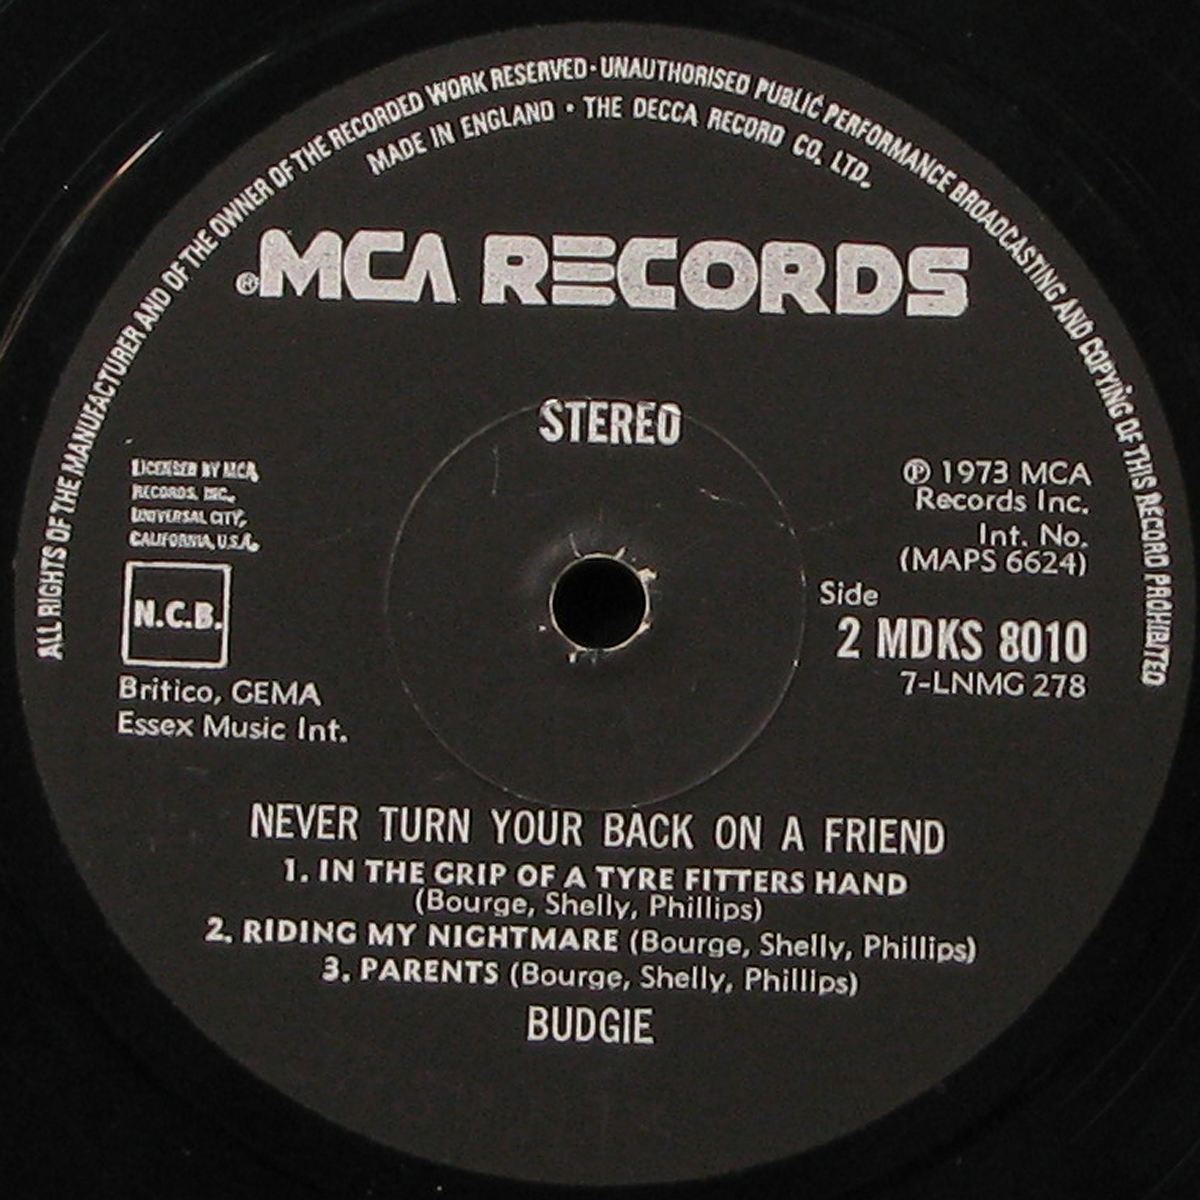 ALL RIGHTS OF THE MANUFACTURER AND OF THE OWNER OF THE RECORDED WORK RESERVED · UNAUTHORISED PUBLIC PERFORMANCE BROADCASTING AND COPYING OF THIS RECORD PROHIBITED
MADE IN ENGLAND · THE DECCA RECORD CO. LTD.
®MCA RECORDS
STEREO
LICENSED BY MCA
RECORDS, INC.,
UNIVERSAL CITY,
CALIFORNIA, U.S.A.
N.C.B.
Britico, GEMA
Essex Music Int.
℗ 1973 MCA
Records Inc.
Int. No.
(MAPS 6624)
Side
2 MDKS 8010
7-LNMG 278
NEVER TURN YOUR BACK ON A FRIEND
1. IN THE GRIP OF A TYRE FITTERS HAND
(Bourge, Shelly, Phillips)
2. RIDING MY NIGHTMARE (Bourge, Shelly, Phillips)
3. PARENTS (Bourge, Shelly, Phillips)
BUDGIE